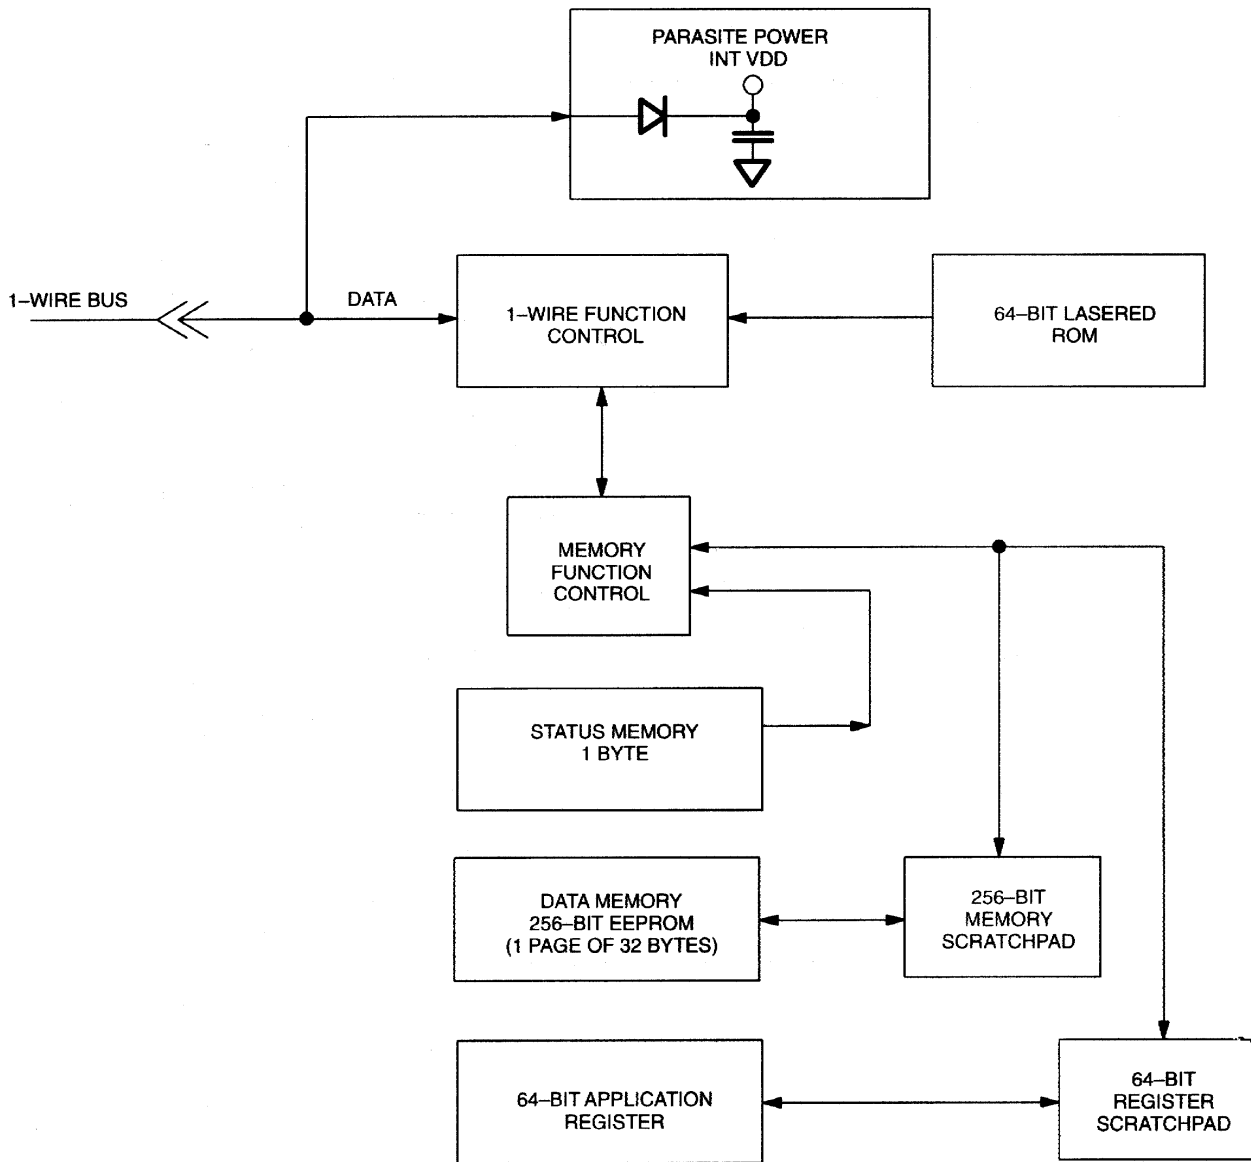 PARASITE POWER
INT VDD
1–WIRE BUS
DATA
1–WIRE FUNCTION
CONTROL
64–BIT LASERED
ROM
MEMORY
FUNCTION
CONTROL
STATUS MEMORY
1 BYTE
DATA MEMORY
256–BIT EEPROM
(1 PAGE OF 32 BYTES)
256–BIT
MEMORY
SCRATCHPAD
64–BIT APPLICATION
REGISTER
64–BIT
REGISTER
SCRATCHPAD